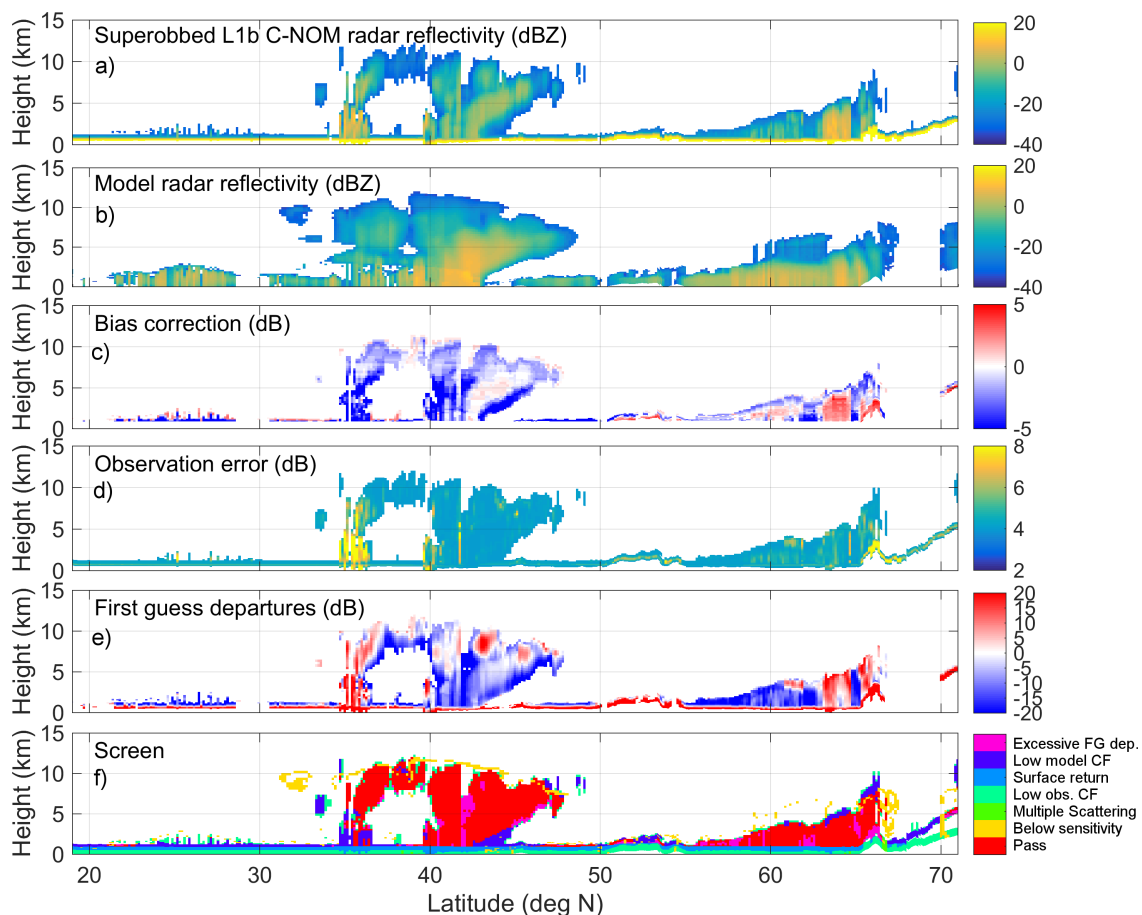 Height (km)
15
10
5
0
Superobbed L1b C-NOM radar reflectivity (dBZ)
a)
20
0
-20
-40
Height (km)
15
10
5
0
Model radar reflectivity (dBZ)
b)
20
0
-20
-40
Height (km)
15
10
5
0
Bias correction (dB)
c)
5
0
-5
Height (km)
15
10
5
0
Observation error (dB)
d)
8
6
4
2
Height (km)
15
10
5
0
First guess departures (dB)
e)
20
15
10
5
0
-5
-10
-15
-20
Height (km)
15
10
5
0
Screen
f)
Excessive FG dep.
Low model CF
Surface return
Low obs. CF
Multiple Scattering
Below sensitivity
Pass
20 30 40 50 60 70
Latitude (deg N)